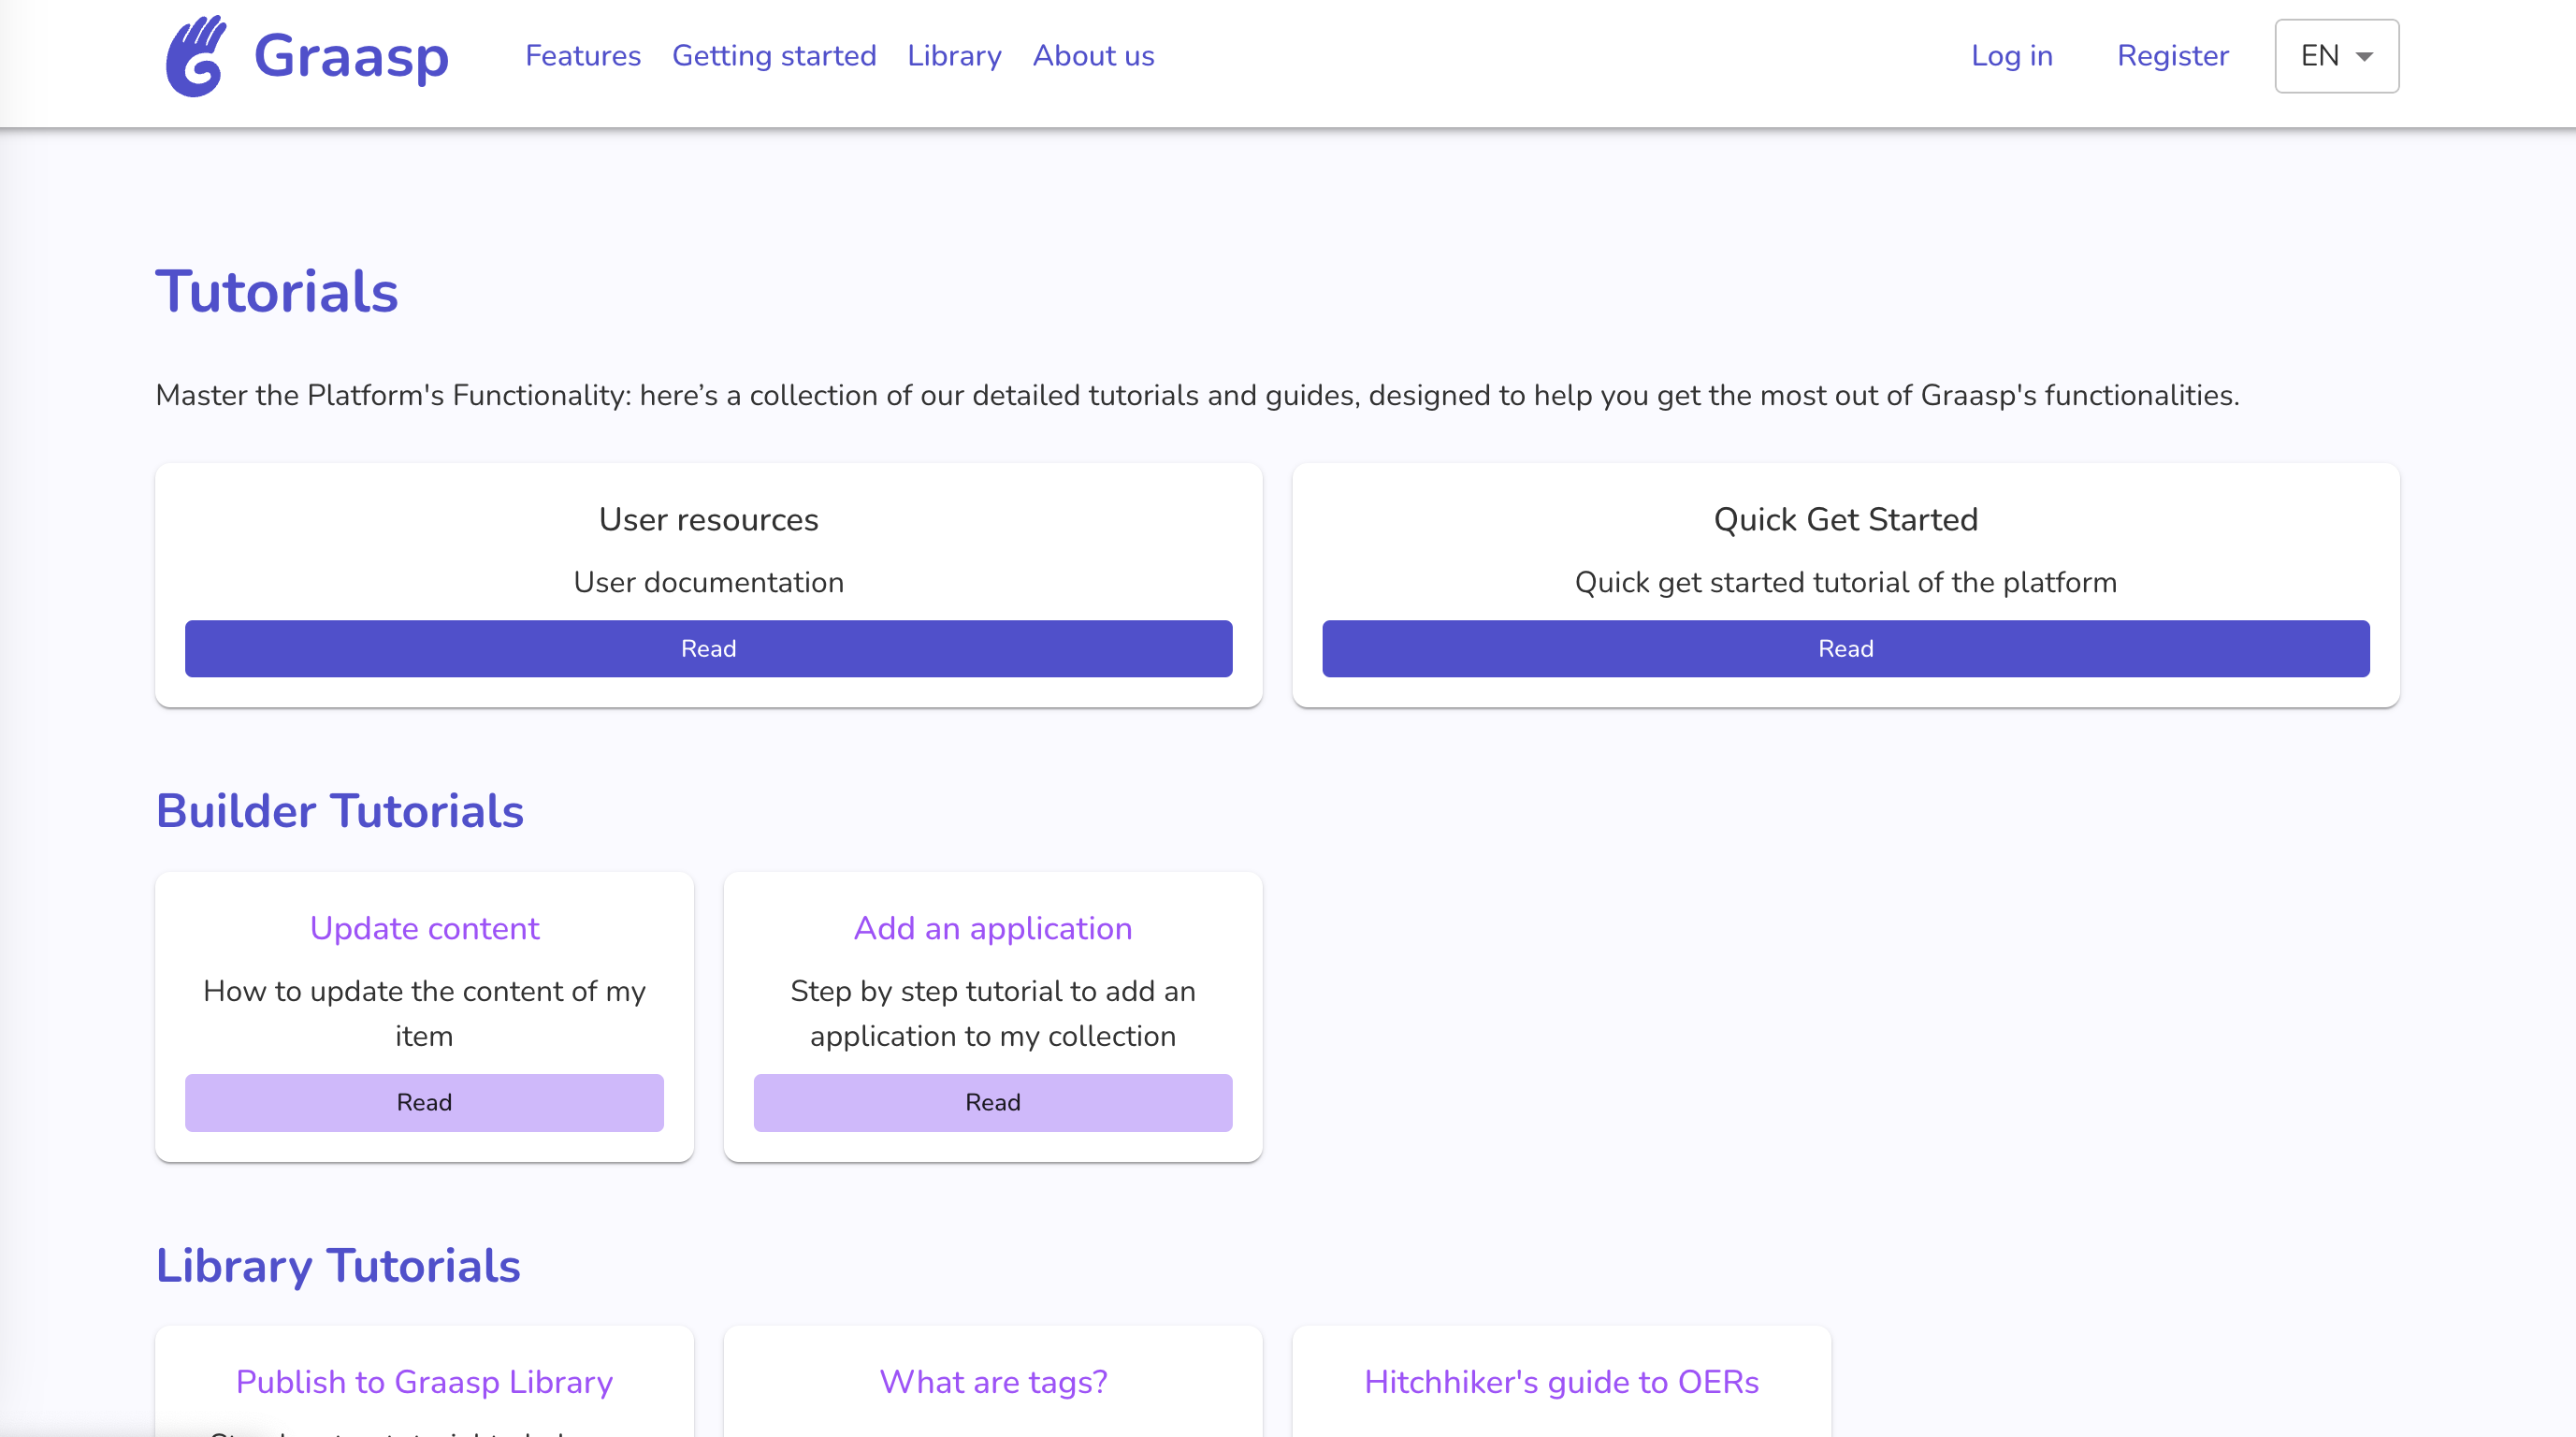 Graasp
Features
Getting started
Library
About us
Log in
Register
EN
Tutorials
Master the Platform's Functionality: here’s a collection of our detailed tutorials and guides, designed to help you get the most out of Graasp's functionalities.
User resources
User documentation
Read
Quick Get Started
Quick get started tutorial of the platform
Read
Builder Tutorials
Update content
How to update the content of my
item
Read
Add an application
Step by step tutorial to add an
application to my collection
Read
Library Tutorials
Publish to Graasp Library
What are tags?
Hitchhiker's guide to OERs